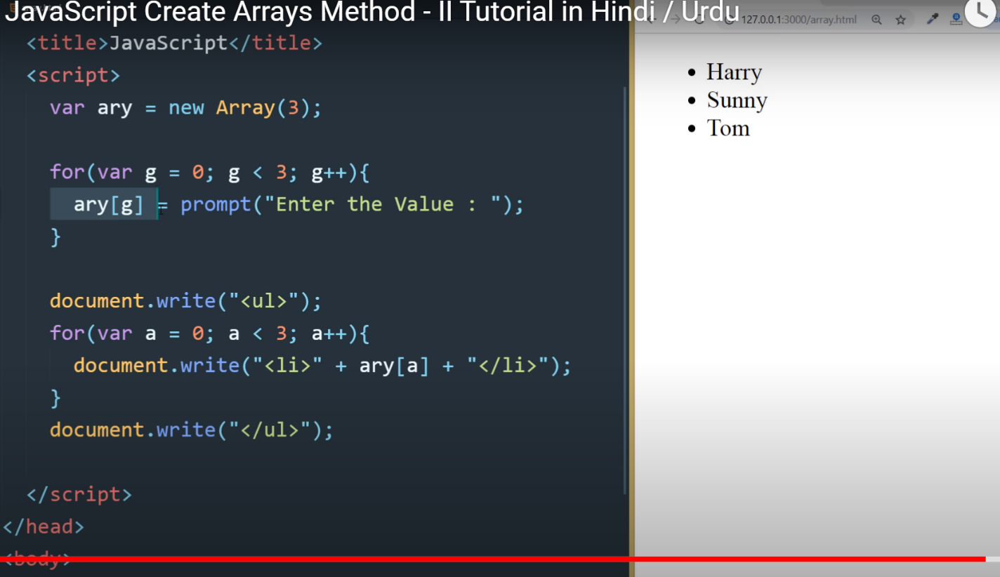 JavaScript Create Arrays Method - II Tutorial in Hindi / Urdu
127.0.0.1:3000/array.html
<title>JavaScript</title>
<script>
var ary = new Array(3);
for(var g = 0; g < 3; g++){
ary[g] = prompt("Enter the Value : ");
}
document.write("<ul>");
for(var a = 0; a < 3; a++){
document.write("<li>" + ary[a] + "</li>");
}
document.write("</ul>");
</script>
</head>
<body>
• Harry
• Sunny
• Tom